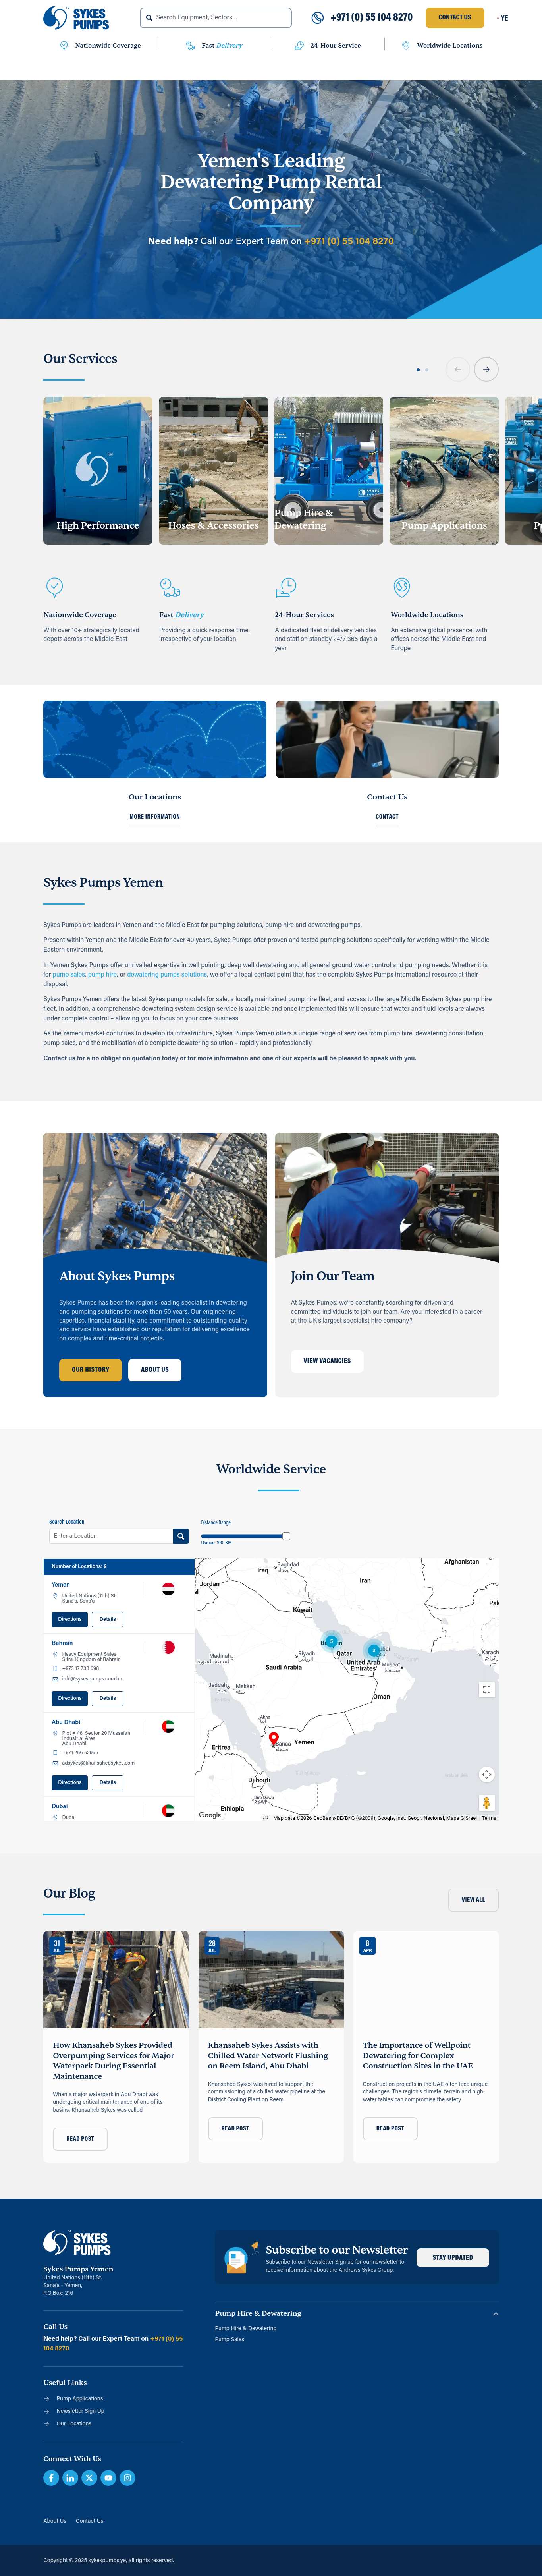 SYKES PUMPS
Search Equipment, Sectors...
+971 (0) 55 104 8270
CONTACT US
YE
Nationwide Coverage
Fast Delivery
24-Hour Service
Worldwide Locations
Yemen's Leading
Dewatering Pump Rental
Company
Need help? Call our Expert Team on +971 (0) 55 104 8270
Our Services
High Performance
Hoses & Accessories
Pump Hire &
Dewatering
Pump Applications
Nationwide Coverage
With over 10+ strategically located
depots across the Middle East
Fast Delivery
Providing a quick response time,
irrespective of your location
24-Hour Services
A dedicated fleet of delivery vehicles
and staff on standby 24/7 365 days a
year
Worldwide Locations
An extensive global presence, with
offices across the Middle East and
Europe
Our Locations
MORE INFORMATION
Contact Us
CONTACT
Sykes Pumps Yemen
Sykes Pumps are leaders in Yemen and the Middle East for pumping solutions, pump hire and dewatering pumps.
Present within Yemen and the Middle East for over 40 years, Sykes Pumps offer proven and tested pumping solutions specifically for working within the Middle
Eastern environment.
In Yemen Sykes Pumps offer unrivalled expertise in well pointing, deep well dewatering and all general ground water control and pumping needs. Whether it is
for pump sales, pump hire, or dewatering pumps solutions, we offer a local contact point that has the complete Sykes Pumps international resource at their
disposal.
Sykes Pumps Yemen offers the latest Sykes pump models for sale, a locally maintained pump hire fleet, and access to the large Middle Eastern Sykes pump hire
fleet. In addition, a comprehensive dewatering system design service is available and once implemented this will ensure that water and fluid levels are always
under complete control – allowing you to focus on your core business.
As the Yemeni market continues to develop its infrastructure, Sykes Pumps Yemen offers a unique range of services from pump hire, dewatering consultation,
pump sales, and the mobilisation of a complete dewatering solution – rapidly and professionally.
Contact us for a no obligation quotation today or for more information and one of our experts will be pleased to speak with you.
About Sykes Pumps
Sykes Pumps has been the region's leading specialist in dewatering
and pumping solutions for more than 50 years. Our engineering
expertise, financial stability, and commitment to outstanding quality
and service have established our reputation for delivering excellence
on complex and time-critical projects.
OUR HISTORY
ABOUT US
Join Our Team
At Sykes Pumps, we're constantly searching for driven and
committed individuals to join our team. Are you interested in a career
at the UK's largest specialist hire company?
VIEW VACANCIES
Worldwide Service
Search Location
Enter a Location
Distance Range
Radius: 100 KM
Number of Locations: 9
Yemen
United Nations (11th) St.
Sana'a, Sana'a
Directions
Details
Bahrain
Heavy Equipment Sales
Sitra, Kingdom of Bahrain
+973 17 730 698
info@sykespumps.com.bh
Directions
Details
Abu Dhabi
Plot # 46, Sector 20 Mussafah
Industrial Area
Abu Dhabi
+971 266 52995
adsykes@khansahebsykes.com
Directions
Details
Dubai
Dubai
Afghanistan
Baghdad
بغداد
Iraq
Iran
Jordan
Kuwait
Madinah
المدينة المنورة
Riyadh
الرياض
Qatar
United Arab
Emirates
Muscat
Karach
Saudi Arabia
Jeddah
جدة
Makkah
مكة
Oman
Abha
Yemen
صنعاء
Eritrea
Djibouti
Dire Dawa
Ethiopia
Google
Map data ©2026 GeoBasis-DE/BKG (©2009), Google, Inst. Geogr. Nacional, Mapa GISrael
Terms
Our Blog
VIEW ALL
31
JUL
How Khansaheb Sykes Provided
Overpumping Services for Major
Waterpark During Essential
Maintenance
When a major waterpark in Abu Dhabi was
undergoing critical maintenance of one of its
basins, Khansaheb Sykes was called
READ POST
28
JUL
Khansaheb Sykes Assists with
Chilled Water Network Flushing
on Reem Island, Abu Dhabi
Khansaheb Sykes was hired to support the
commissioning of a chilled water pipeline at the
District Cooling Plant on Reem
READ POST
8
APR
The Importance of Wellpoint
Dewatering for Complex
Construction Sites in the UAE
Construction projects in the UAE often face unique
challenges. The region's climate, terrain and high-
water tables can compromise the safety
READ POST
SYKES PUMPS
Sykes Pumps Yemen
United Nations (11th) St.
Sana'a - Yemen,
P.O.Box: 216
Call Us
Need help? Call our Expert Team on +971 (0) 55
104 8270
Useful Links
Pump Applications
Newsletter Sign Up
Our Locations
Connect With Us
Subscribe to our Newsletter
Subscribe to our Newsletter Sign up for our newsletter to
receive information about the Andrews Sykes Group.
STAY UPDATED
Pump Hire & Dewatering
Pump Hire & Dewatering
Pump Sales
About Us
Contact Us
Copyright © 2025 sykespumps.ye, all rights reserved.